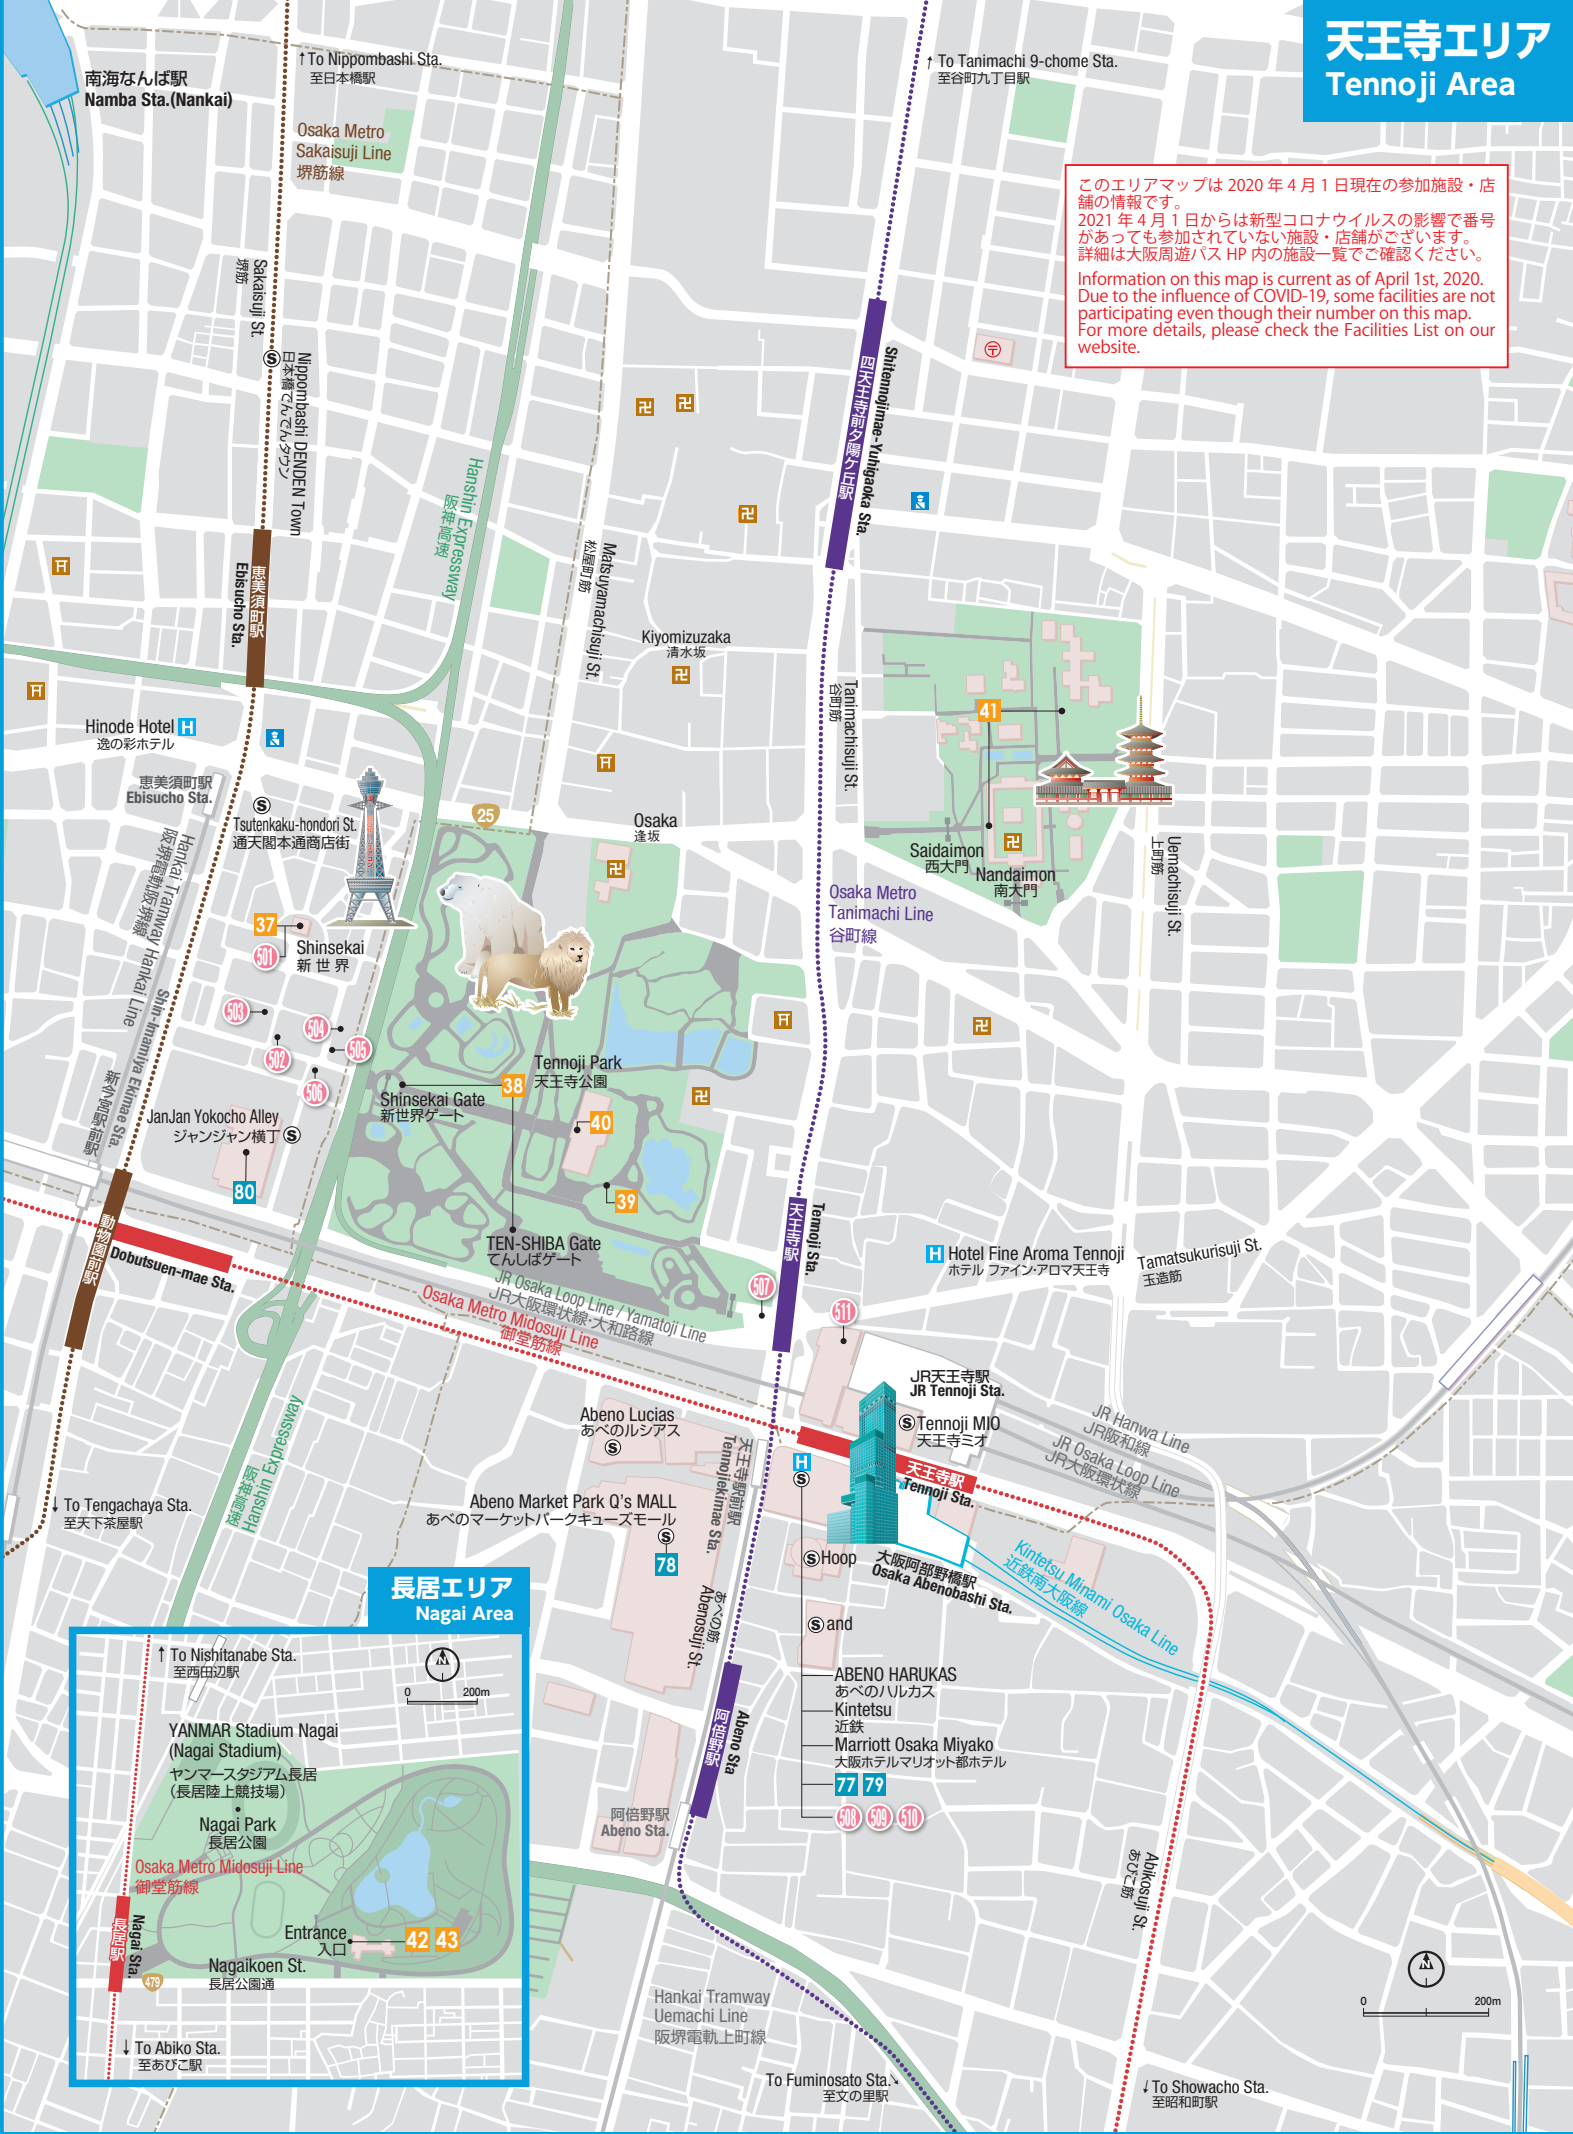 天王寺エリア
Tennoji Area
南海なんば駅
Namba Sta.(Nankai)
↑To Nippombashi Sta.
至日本橋駅
↑ To Tanimachi 9-chome Sta.
至谷町九丁目駅
Osaka Metro
Sakaisuji Line
堺筋線
このエリアマップは 2020 年 4 月 1 日現在の参加施設・店
舗の情報です。
2021 年 4 月 1 日からは新型コロナウイルスの影響で番号
があっても参加されていない施設・店舗がございます。
詳細は大阪周遊パス HP 内の施設一覧でご確認ください。
Information on this map is current as of April 1st, 2020.
Due to the influence of COVID-19, some facilities are not
participating even though their number on this map.
For more details, please check the Facilities List on our
website.
Sakaisuji St.
堺筋
S
Nippombashi DENDEN Town
日本橋でんでんタウン
Hanshin Expressway
阪神高速
Matsuyamachisuji St.
松屋町筋
四天王寺前夕陽ケ丘駅
Shitennojimae-Yuhigaoka Sta.
恵美須町駅
Ebisucho Sta.
Kiyomizuzaka
清水坂
Tanimachisuji St.
谷町筋
41
Hinode Hotel H
逸の彩ホテル
恵美須町駅
Ebisucho Sta.
S
Tsutenkaku-hondori St.
通天閣本通商店街
25
Osaka
逢坂
Saidaimon
西大門
Nandaimon
南大門
Uemachisuji St.
上町筋
Osaka Metro
Tanimachi Line
谷町線
Hankai Tramway Hankai Line
阪堺電軌阪堺線
37
501
Shinsekai
新世界
503
502
504
505
506
Shin-Imamiya Ekimae Sta.
新今宮駅前駅
JanJan Yokocho Alley
ジャンジャン横丁 S
80
Tennoji Park
天王寺公園
38
Shinsekai Gate
新世界ゲート
40
39
TEN-SHIBA Gate
てんしばゲート
動物園前駅
Dobutsuen-mae Sta.
JR Osaka Loop Line / Yamatoji Line
JR大阪環状線・大和路線
Osaka Metro Midosuji Line
御堂筋線
天王寺駅
Tennoji Sta.
507
511
H Hotel Fine Aroma Tennoji
ホテル ファイン・アロマ天王寺
Tamatsukurisuji St.
玉造筋
JR天王寺駅
JR Tennoji Sta.
S Tennoji MIO
天王寺ミオ
JR Hanwa Line
JR阪和線
JR Osaka Loop Line
JR大阪環状線
天王寺駅
Tennoji Sta.
Abeno Lucias
あべのルシアス
S
H
S
天王寺駅前駅
Tennojiekimae Sta.
Abeno Market Park Q's MALL
あべのマーケットパークキューズモール
S
78
Hanshin Expressway
阪神高速
↓ To Tengachaya Sta.
至天下茶屋駅
S Hoop
大阪阿部野橋駅
Osaka Abenobashi Sta.
Kintetsu Minami Osaka Line
近鉄南大阪線
S and
あべの筋
Abenosuji St.
ABENO HARUKAS
あべのハルカス
Kintetsu
近鉄
Marriott Osaka Miyako
大阪ホテルマリオット都ホテル
77 79
508 509 510
阿倍野駅
Abeno Sta
阿倍野駅
Abeno Sta.
Abikosuji St.
あびこ筋
長居エリア
Nagai Area
↑ To Nishitanabe Sta.
至西田辺駅
N
0 200m
YANMAR Stadium Nagai
(Nagai Stadium)
ヤンマースタジアム長居
（長居陸上競技場）
Nagai Park
長居公園
Osaka Metro Midosuji Line
御堂筋線
長居駅
Nagai Sta.
Entrance
入口
42 43
Nagaikoen St.
長居公園通
479
↓ To Abiko Sta.
至あびこ駅
Hankai Tramway
Uemachi Line
阪堺電軌上町線
To Fuminosato Sta.↘
至文の里駅
N
0 200m
↓To Showacho Sta.
至昭和町駅